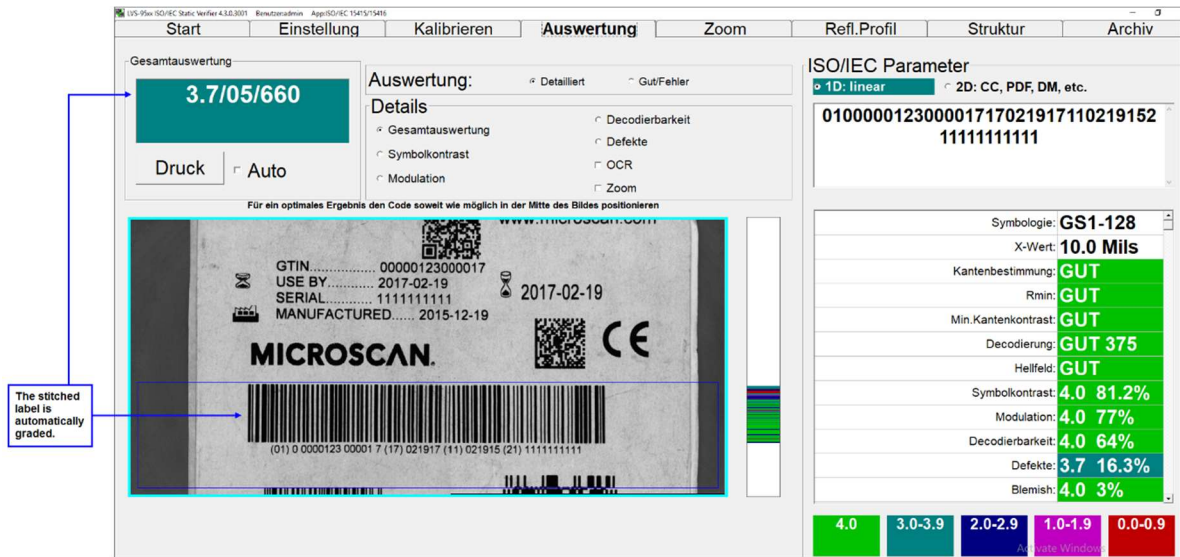 LVS-95xx ISO/IEC Static Verifier 4.3.0.3001 Benutzer:admin App:ISO/IEC 15415/15416
Start Einstellung Kalibrieren Auswertung Zoom Refl.Profil Struktur Archiv
Gesamtauswertung
3.7/05/660
Druck Auto
Auswertung: Detailliert Gut/Fehler
Details
Gesamtauswertung
Symbolkontrast
Modulation
Decodierbarkeit
Defekte
OCR
Zoom
Für ein optimales Ergebnis den Code soweit wie möglich in der Mitte des Bildes positionieren
www.microscan.com
GTIN................ 00000123000017
USE BY........... 2017-02-19
SERIAL............ 1111111111
MANUFACTURED...... 2015-12-19
2017-02-19
MICROSCAN.
CE
(01) 0 0000123 00001 7 (17) 021917 (11) 021915 (21) 1111111111
The stitched
label is
automatically
graded.
ISO/IEC Parameter
1D: linear 2D: CC, PDF, DM, etc.
010000012300001717021917110219152
11111111111
Symbologie: GS1-128
X-Wert: 10.0 Mils
Kantenbestimmung: GUT
Rmin: GUT
Min.Kantenkontrast: GUT
Decodierung: GUT 375
Hellfeld: GUT
Symbolkontrast: 4.0 81.2%
Modulation: 4.0 77%
Decodierbarkeit: 4.0 64%
Defekte: 3.7 16.3%
Blemish: 4.0 3%
4.0 3.0-3.9 2.0-2.9 1.0-1.9 0.0-0.9
Activate Windows